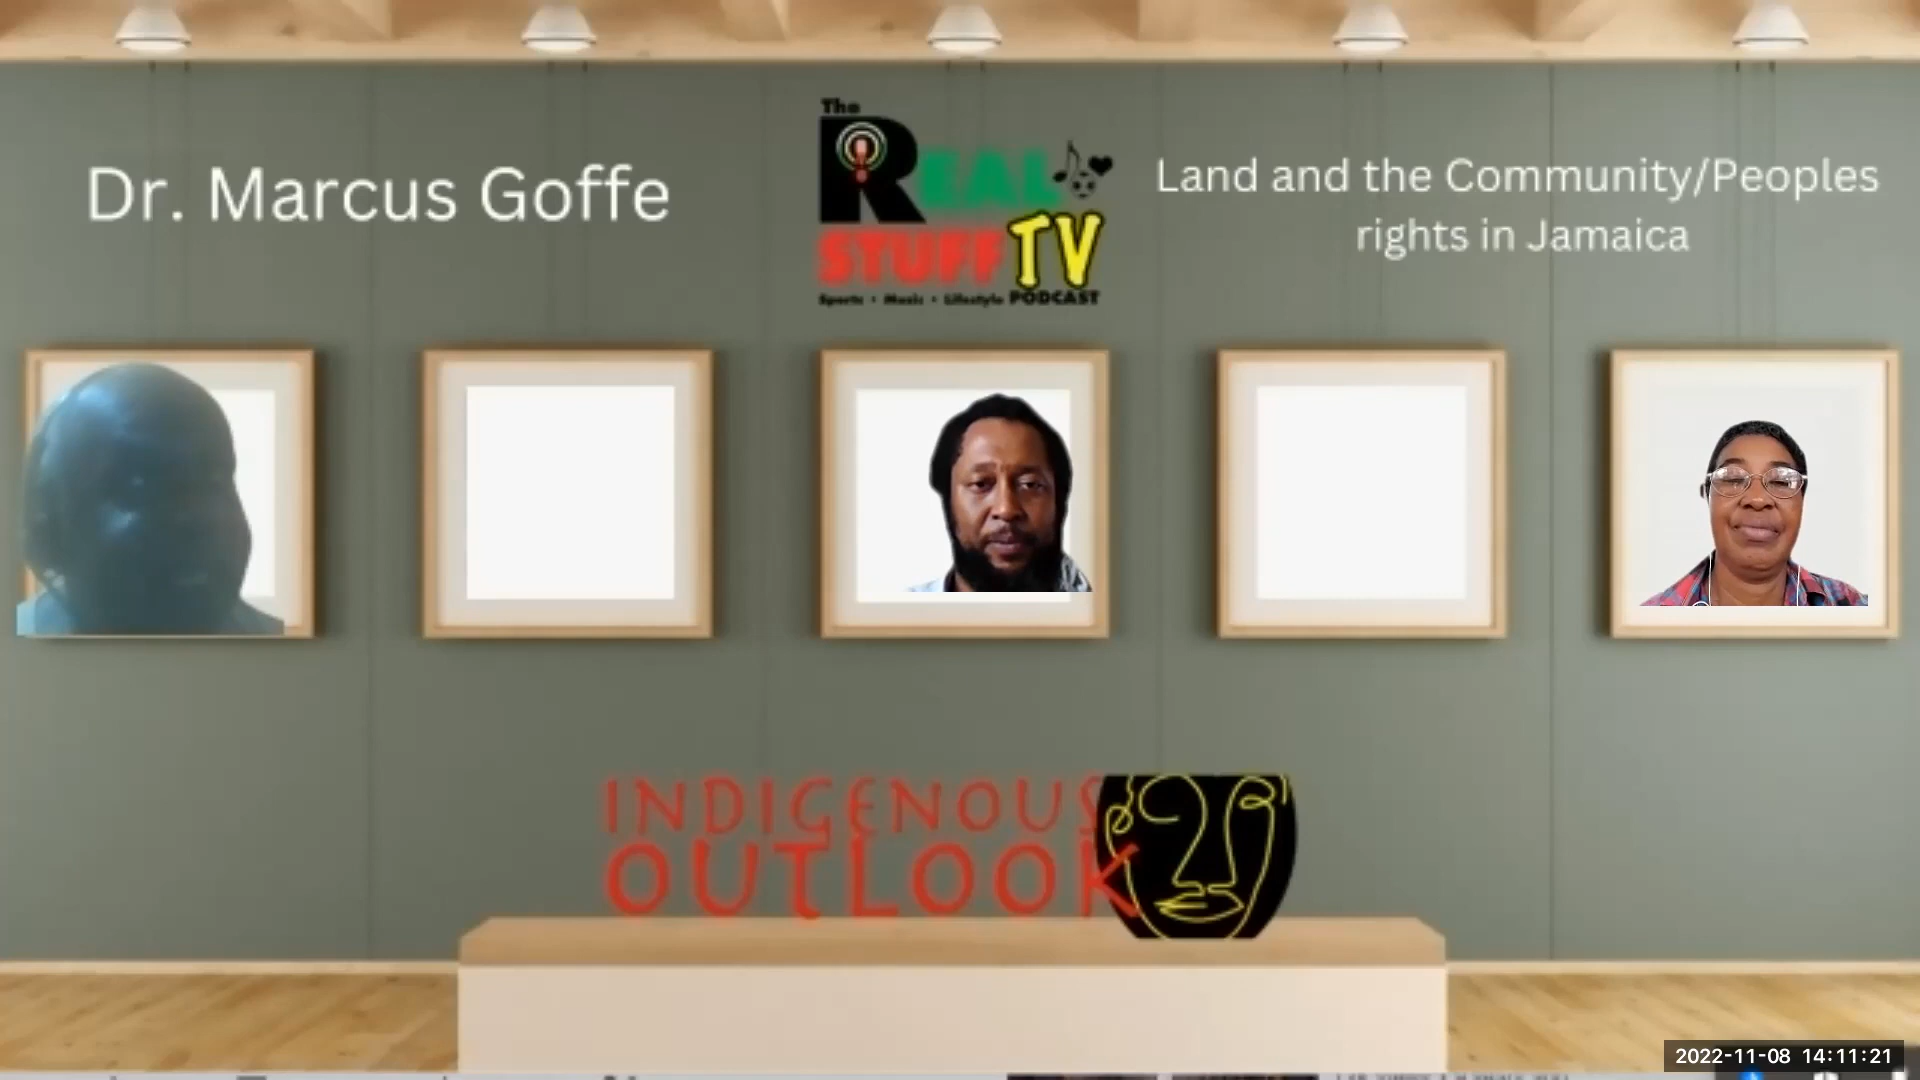 Dr. Marcus Goffe
The
REAL
STUFF TV
Sports • Music • Lifestyle PODCAST
Land and the Community/Peoples
rights in Jamaica
INDIGENOUS
OUTLOOK
2022-11-08 14:11:21